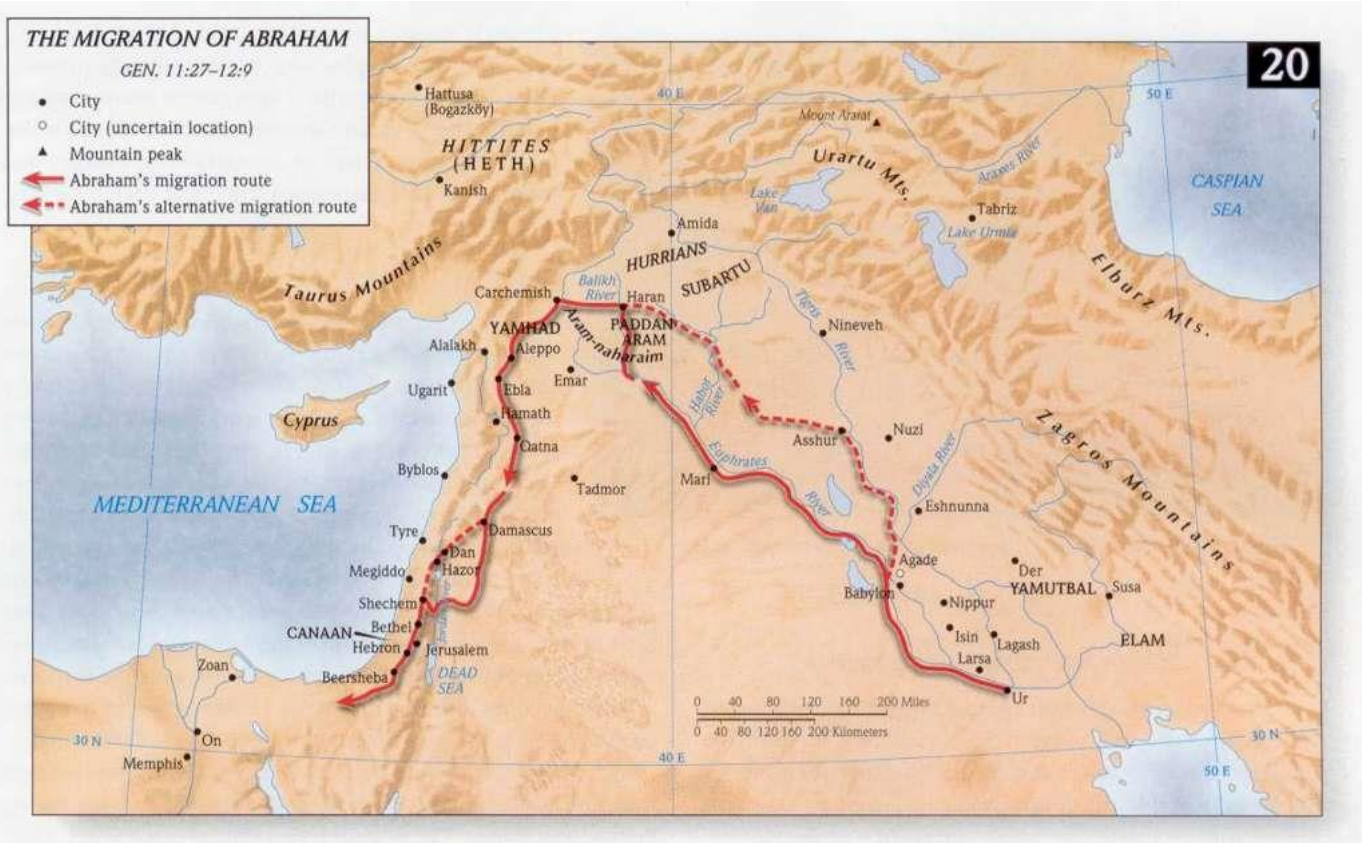 THE MIGRATION OF ABRAHAM
GEN. 11:27–12:9
City
City (uncertain location)
Mountain peak
Abraham's migration route
Abraham's alternative migration route
20
Hattusa
(Bogazköy)
HITTITES
(HETH)
Kanish
40 E
50 E
Mount Ararat
Urartu Mts.
Araxes River
CASPIAN
SEA
Lake
Van
Tabriz
Lake Urmia
Amida
HURRIANS
SUBARTU
Taurus Mountains
Elburz Mts.
Carchemish
Balikh
River
Haran
Tigris
River
YAMHAD
PADDAN
ARAM
Aram-naharaim
Nineveh
Alalakh
Aleppo
Emar
Ugarit
Ebla
Habor
River
Cyprus
Hamath
Qatna
Asshur
Nuzi
Zagros Mountains
Byblos
Tadmor
Mari
Euphrates
River
Diyala River
MEDITERRANEAN SEA
Eshnunna
Tyre
Damascus
Dan
Hazor
Agade
Der
Megiddo
Babylon
YAMUTBAL
Susa
Shechem
Nippur
Bethel
Isin
Lagash
CANAAN
Hebron
Jerusalem
ELAM
Larsa
Zoan
Beersheba
DEAD
SEA
Ur
0 40 80 120 160 200 Miles
0 40 80 120 160 200 Kilometers
30 N
On
Memphis
40 E
30 N
50 E